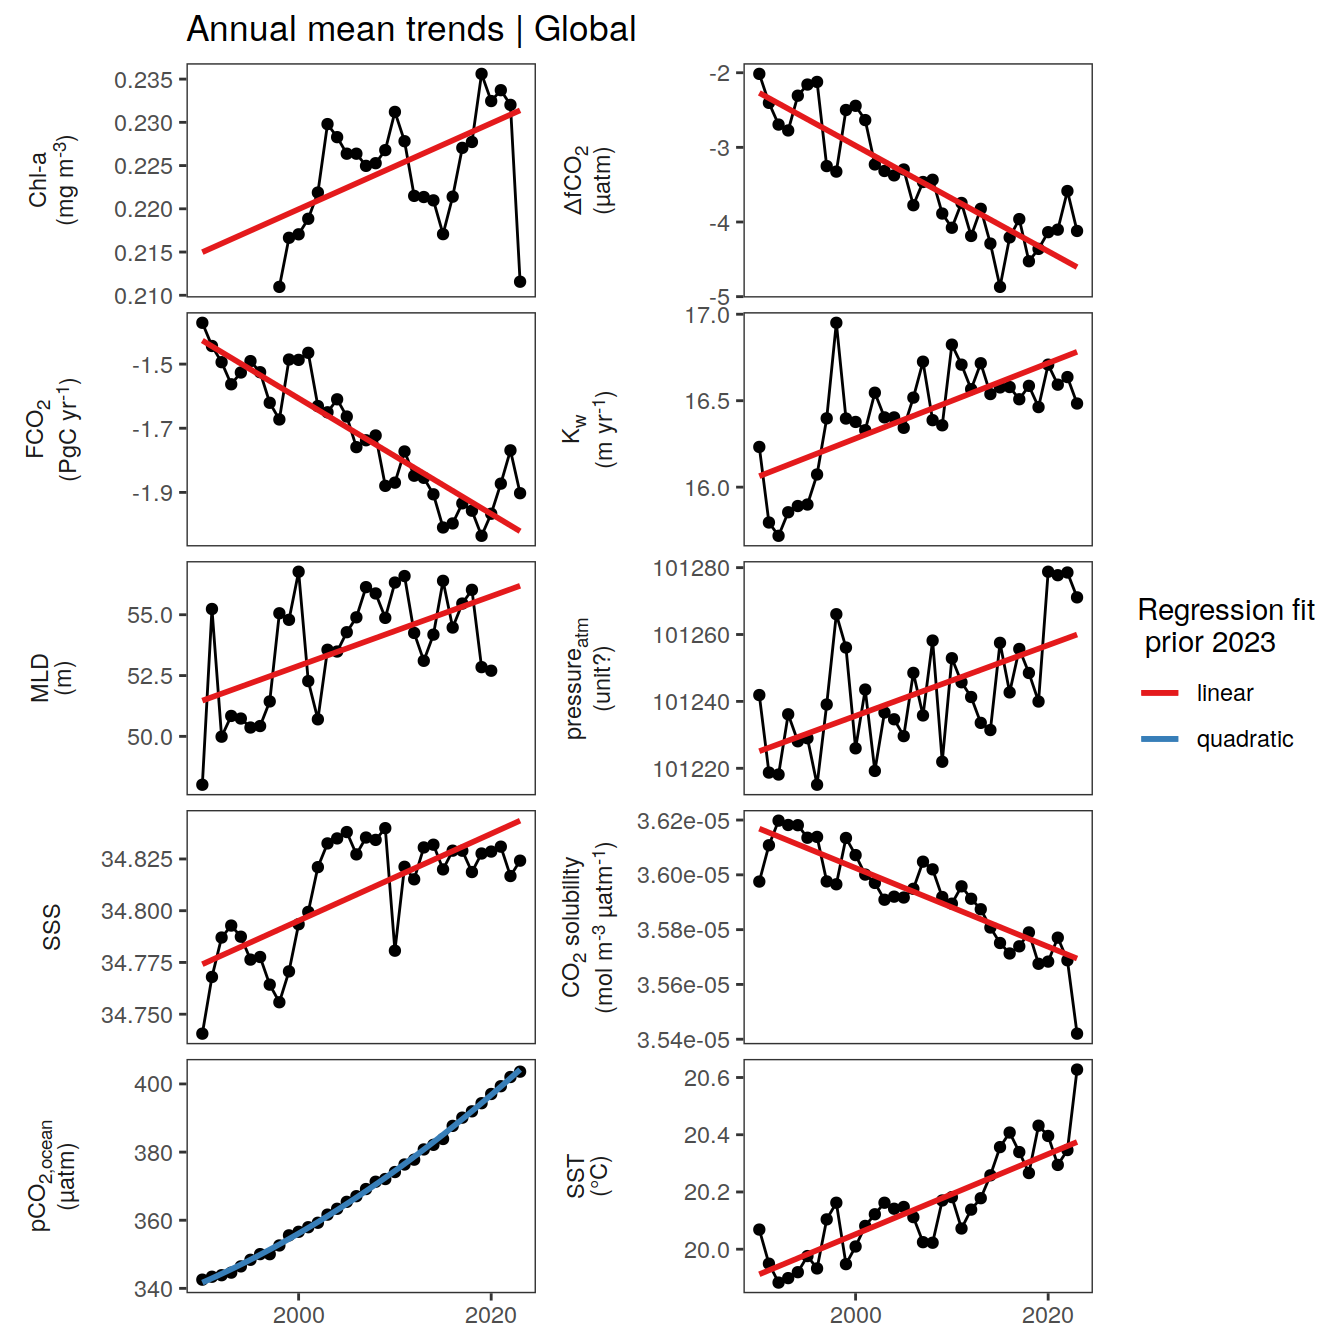 Annual mean trends | Global
Chl-a
(mg m-3)
0.235
0.230
0.225
0.220
0.215
0.210
ΔfCO2
(µatm)
-2
-3
-4
-5
FCO2
(PgC yr-1)
-1.5
-1.7
-1.9
Kw
(m yr-1)
17.0
16.5
16.0
MLD
(m)
55.0
52.5
50.0
pressureatm
(unit?)
101280
101260
101240
101220
SSS
34.825
34.800
34.775
34.750
CO2 solubility
(mol m-3 µatm-1)
3.62e-05
3.60e-05
3.58e-05
3.56e-05
3.54e-05
pCO2,ocean
(µatm)
400
380
360
340
2000 2020
SST
(°C)
20.6
20.4
20.2
20.0
2000 2020
Regression fit
prior 2023
linear
quadratic